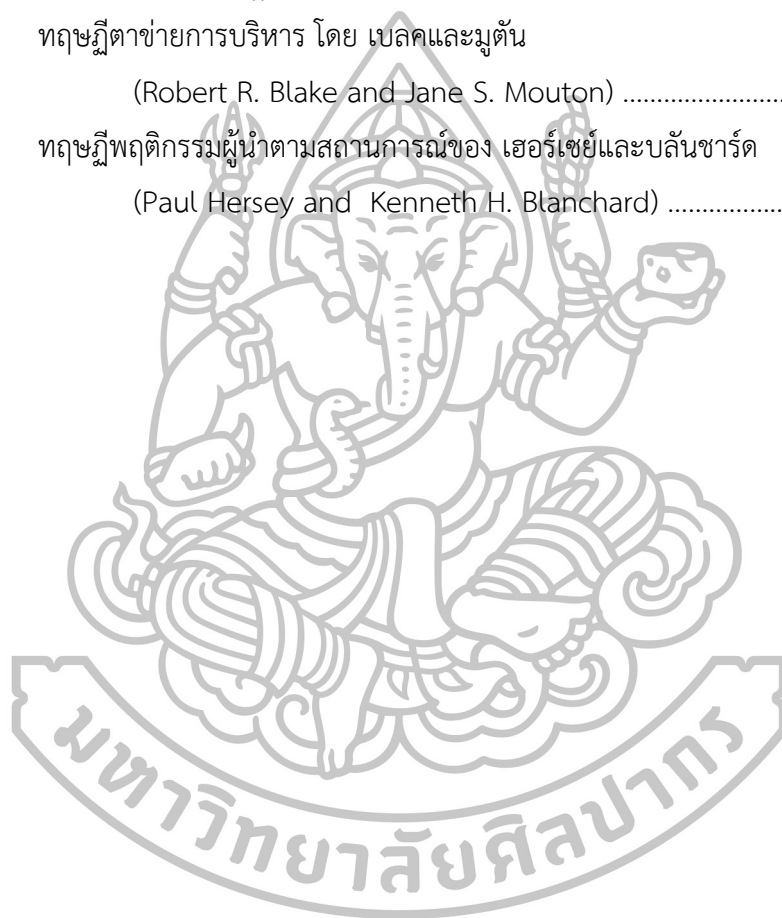 ทฤษฎีตาข่ายการบริหาร โดย เบลคและมูตัน
(Robert R. Blake and Jane S. Mouton) ........................
ทฤษฎีพฤติกรรมผู้นำตามสถานการณ์ของ เฮอร์เซย์และบลันชาร์ด
(Paul Hersey and Kenneth H. Blanchard) .................
มหาวิทยาลัยศิลปากร